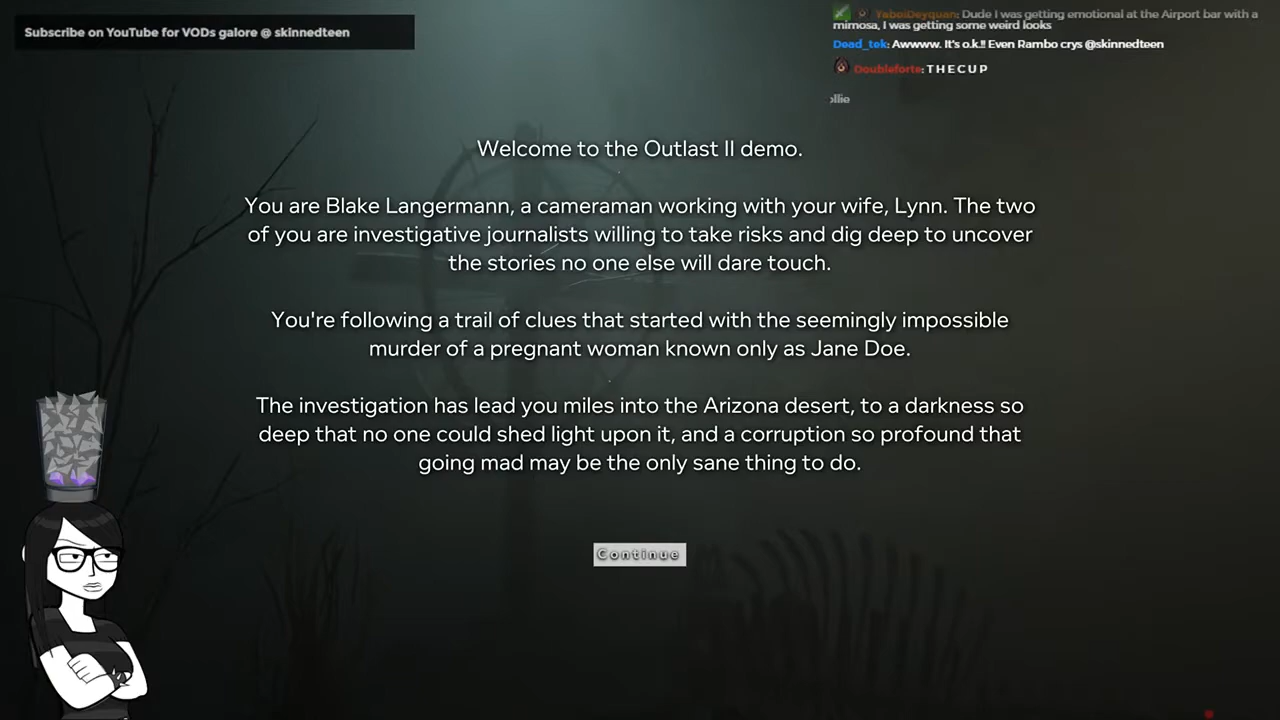 Subscribe on YouTube for VODs galore @ skinnedteen
YaboiDeyquan: Dude I was getting emotional at the Airport bar with a
mimosa, I was getting some weird looks
Dead_tek: Awwww. It's o.k.!! Even Rambo crys @skinnedteen
Doubleforte: T H E C U P
ollie
Welcome to the Outlast II demo.
You are Blake Langermann, a cameraman working with your wife, Lynn. The two
of you are investigative journalists willing to take risks and dig deep to uncover
the stories no one else will dare touch.
You're following a trail of clues that started with the seemingly impossible
murder of a pregnant woman known only as Jane Doe.
The investigation has lead you miles into the Arizona desert, to a darkness so
deep that no one could shed light upon it, and a corruption so profound that
going mad may be the only sane thing to do.
Continue